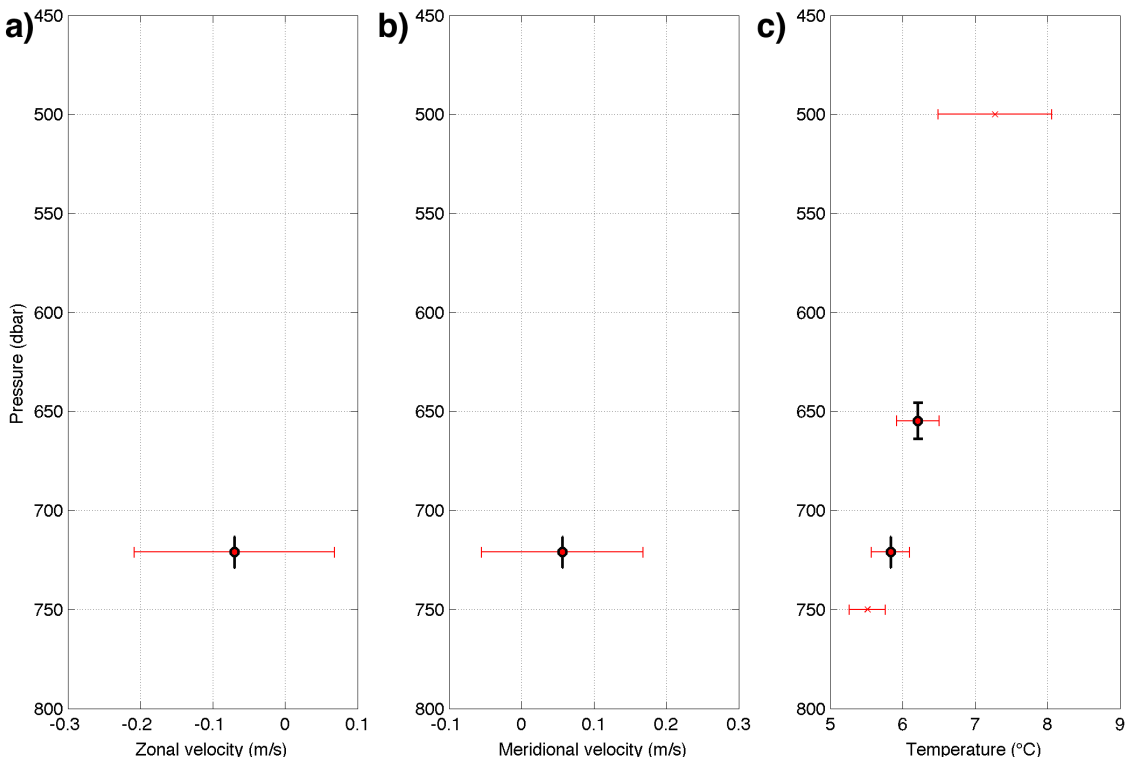 a)
450
500
550
600
650
700
750
800
Pressure (dbar)
-0.3 -0.2 -0.1 0 0.1
Zonal velocity (m/s)
b)
450
500
550
600
650
700
750
800
-0.1 0 0.1 0.2 0.3
Meridional velocity (m/s)
c)
450
500
550
600
650
700
750
800
5 6 7 8 9
Temperature (°C)